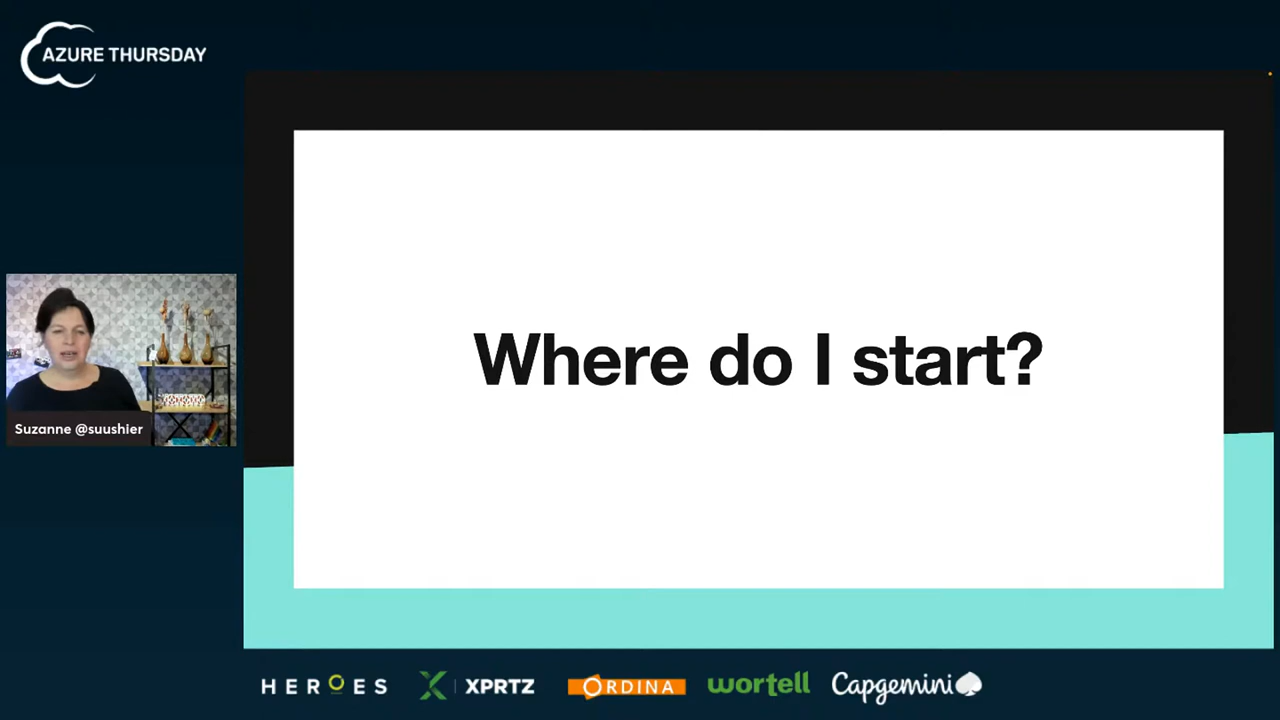 AZURE THURSDAY
Where do I start?
Suzanne @suushier
HEROES
XPRTZ
ORDINA
wortell
Capgemini